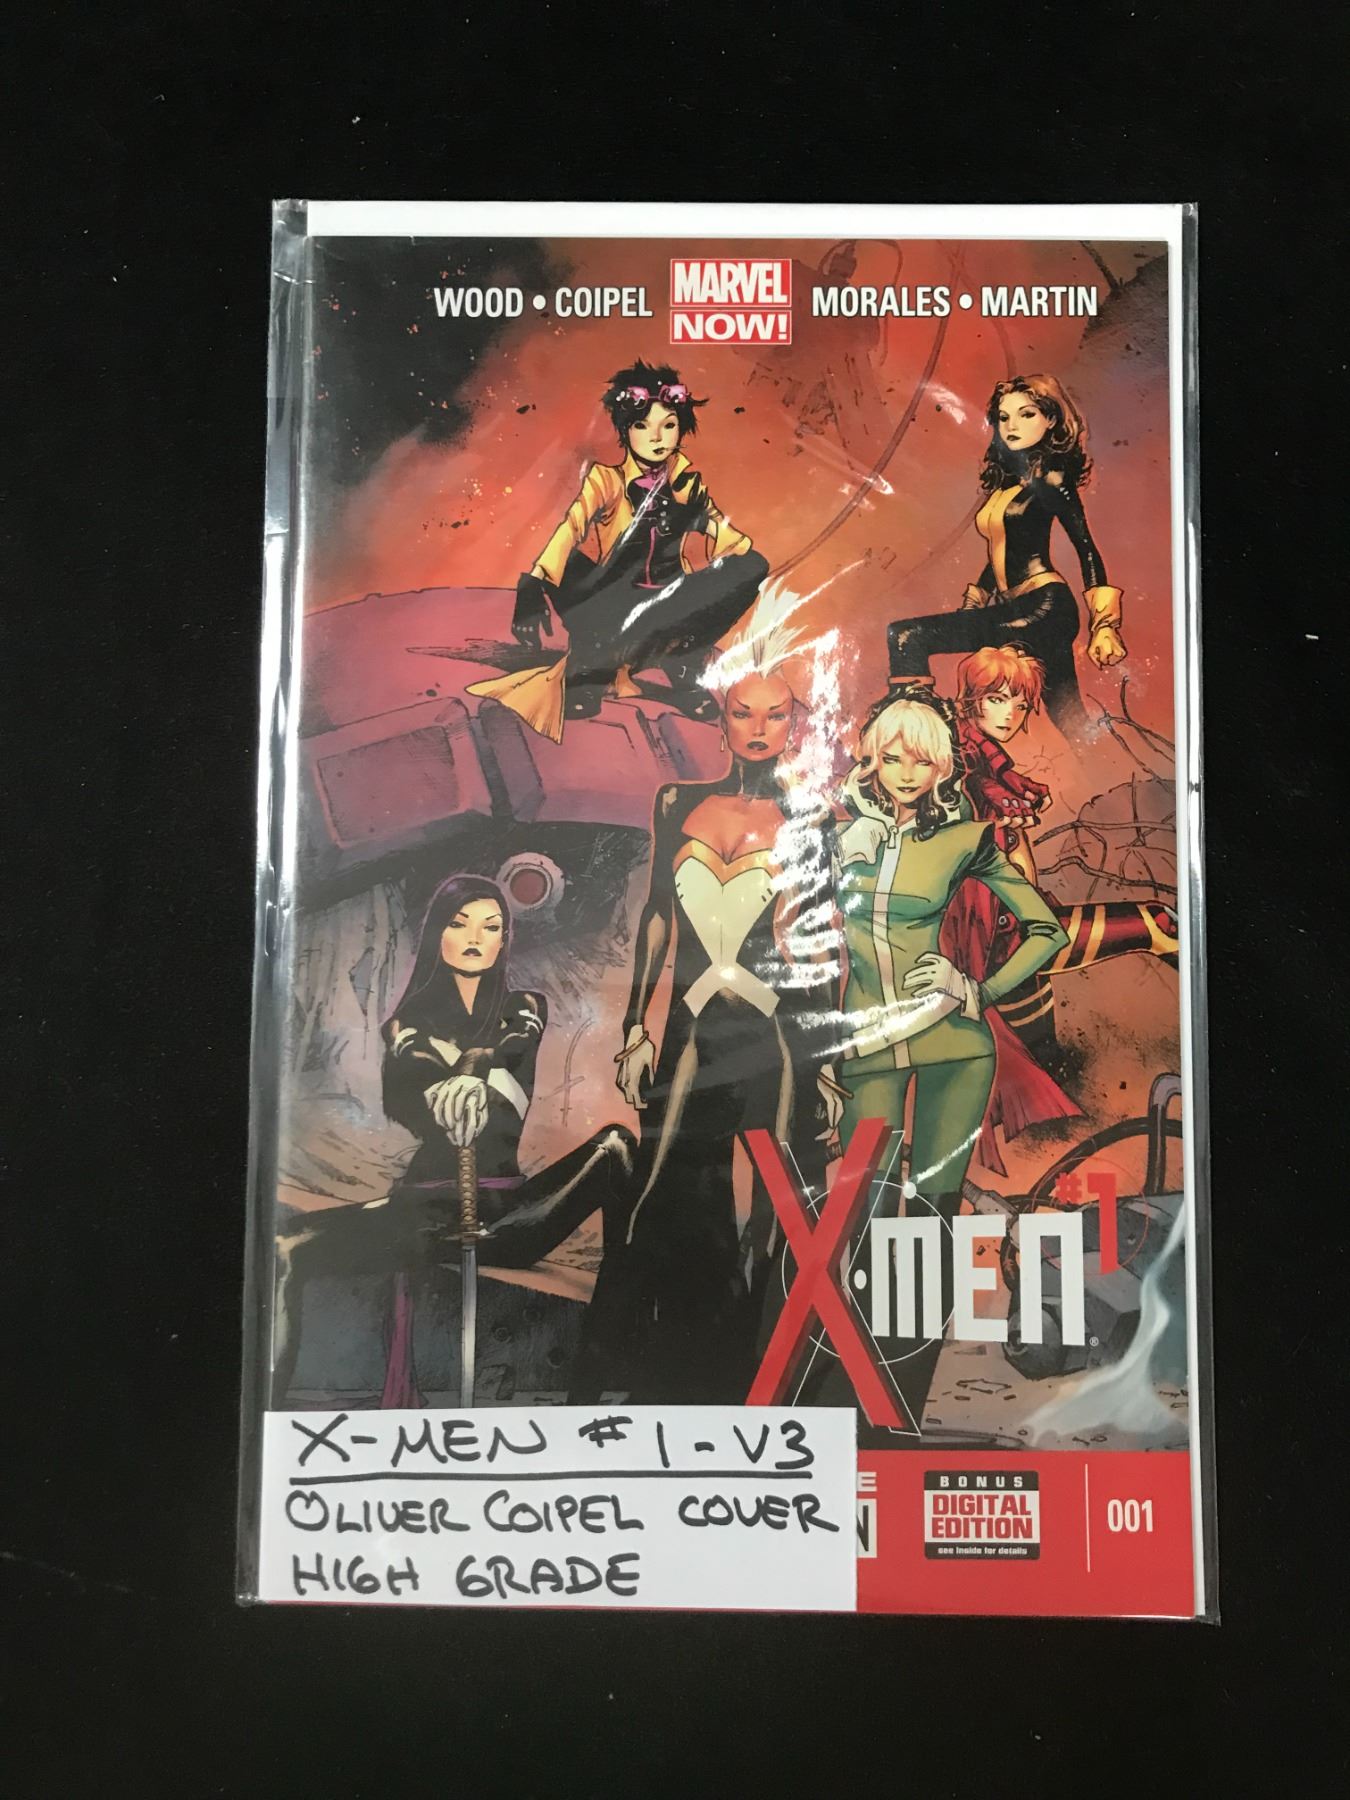 WOOD • COIPEL MARVEL NOW! MORALES • MARTIN
X-MEN #1
®
X-MEN #1-V3
OLIVER COIPEL COVER
HIGH GRADE
BONUS
DIGITAL
EDITION
see inside for details
001